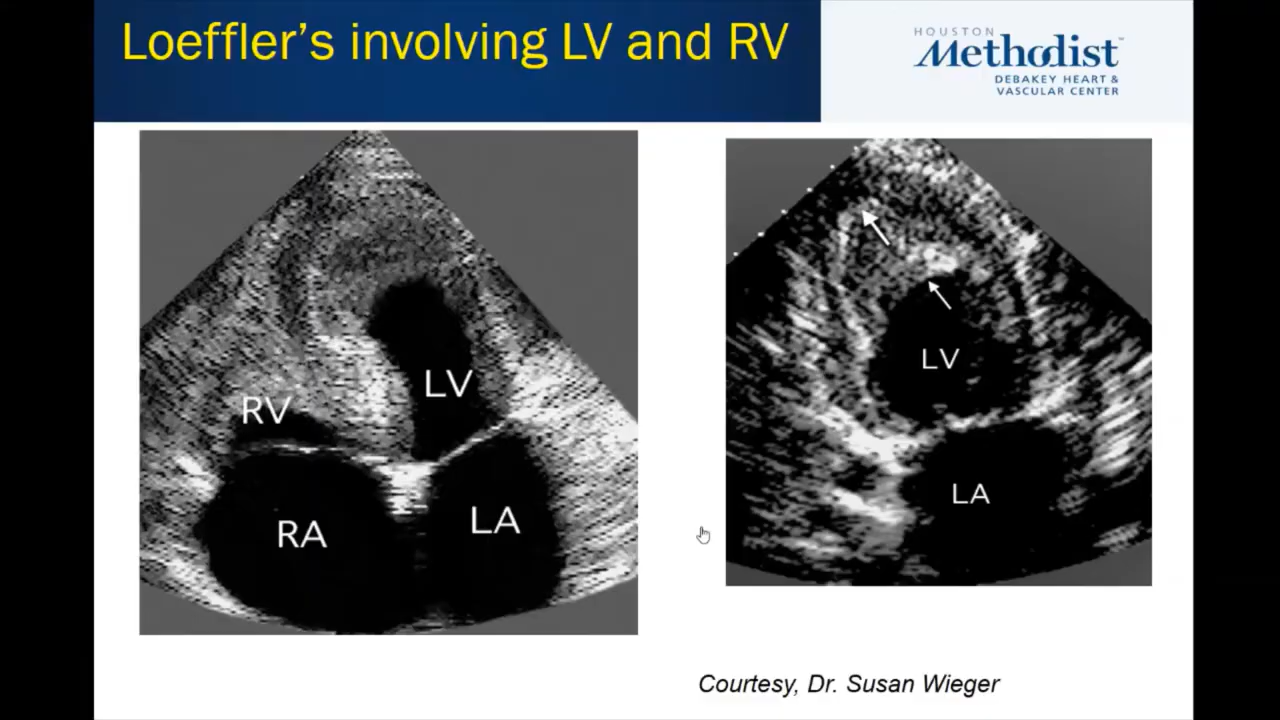 Loeffler's involving LV and RV
HOUSTON
Methodist™
DEBAKEY HEART &
VASCULAR CENTER
RV
LV
RA
LA
LV
LA
Courtesy, Dr. Susan Wieger